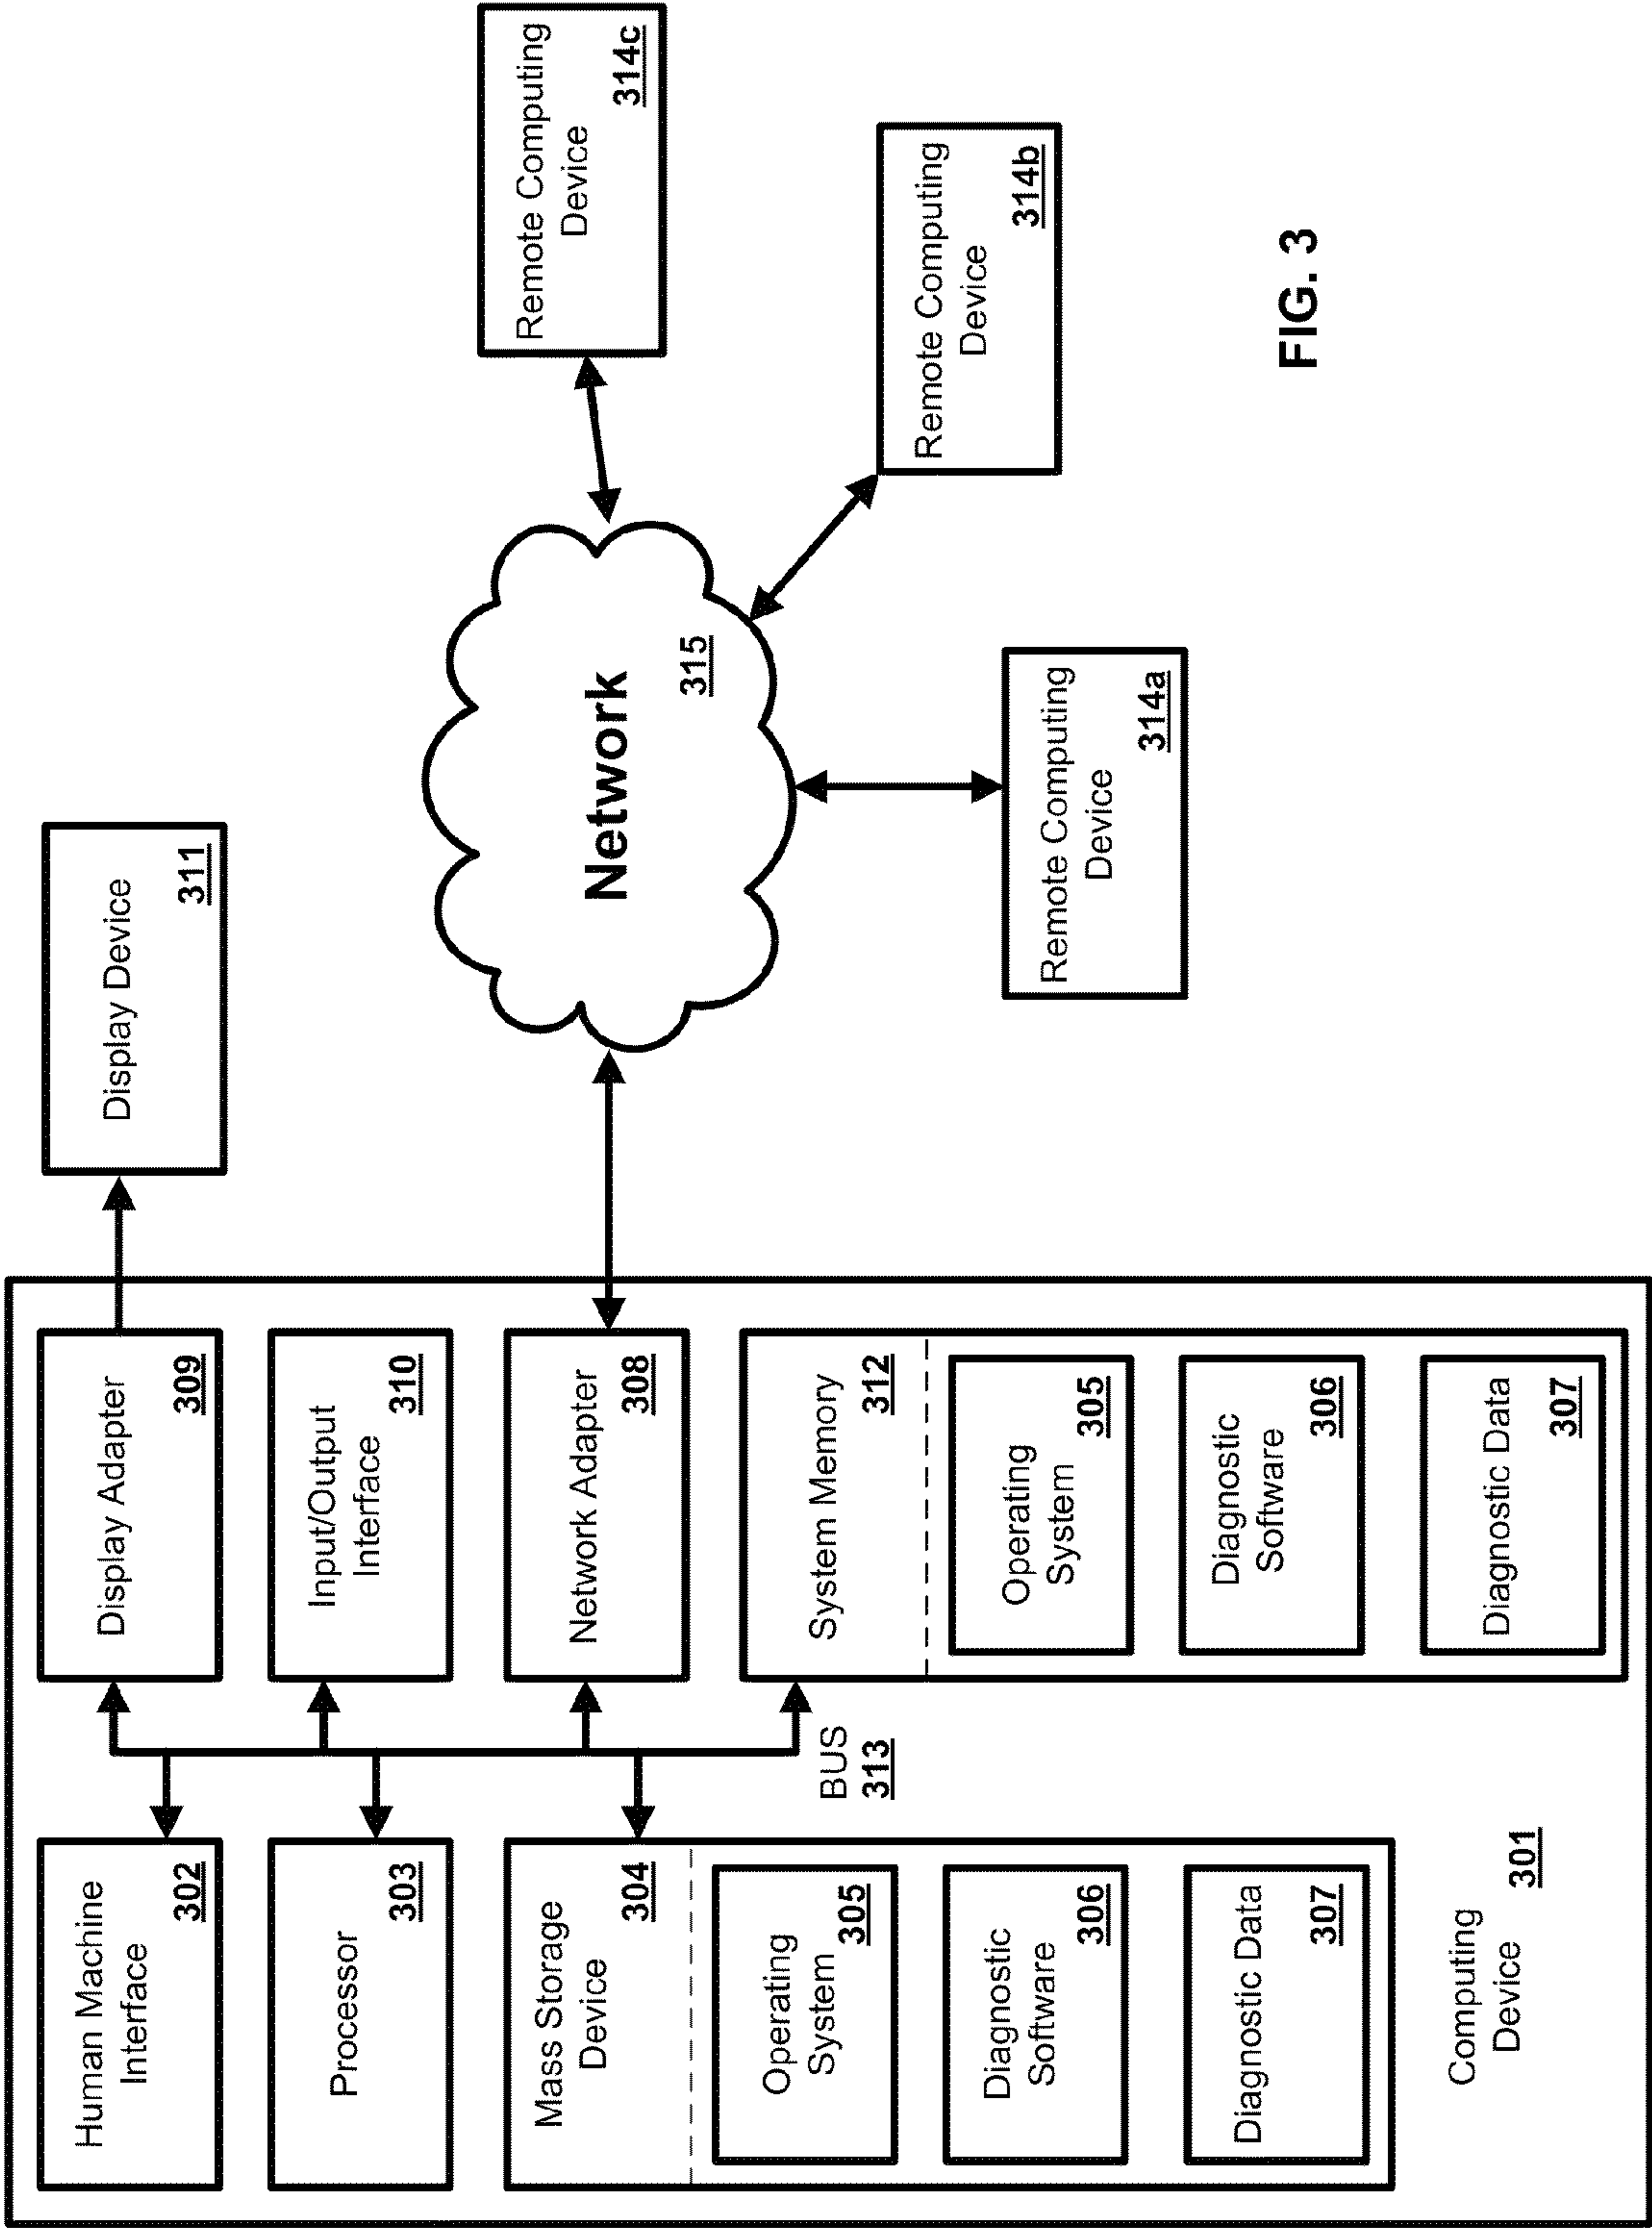 Human Machine
Interface
302
Processor
303
Mass Storage
Device
304
Operating
System
305
Diagnostic
Software
306
Diagnostic Data
307
Computing
Device
301
BUS
313
Display Adapter
309
Input/Output
Interface
310
Network Adapter
308
System Memory
312
Operating
System
305
Diagnostic
Software
306
Diagnostic Data
307
Display Device
311
Network
315
Remote Computing
Device
314a
Remote Computing
Device
314b
Remote Computing
Device
314c
FIG. 3